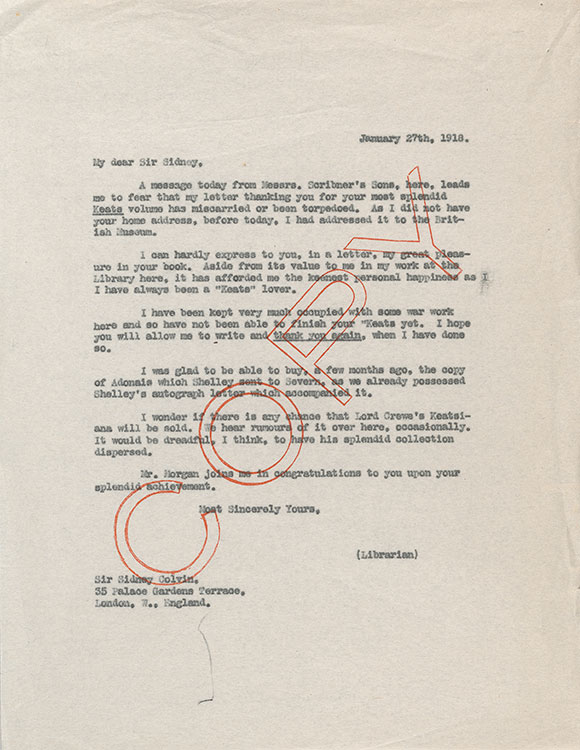 January 27th, 1918.
My dear Sir Sidney,
A message today from Messrs. Scribner's Sons, here, leads
me to fear that my letter thanking you for your most splendid
Keats volume has miscarried or been torpedoed. As I did not have
your home address, before today, I had addressed it to the Brit-
ish Museum.
I can hardly express to you, in a letter, my great pleas-
ure in your book. Aside from its value to me in my work at the
Library here, it has afforded me the keenest personal happiness as I
I have always been a "Keats" lover.
I have been kept very much occupied with some war work
here and so have not been able to finish your "Keats yet. I hope
you will allow me to write and thank you again, when I have done
so.
I was glad to be able to buy, a few months ago, the copy
of Adonais which Shelley sent to Severn, as we already possessed
Shelley's autograph letter which accompanied it.
I wonder if there is any chance that Lord Crewe's Keatsi-
ana will be sold. We hear rumours of it over here, occasionally.
It would be dreadful, I think, to have his splendid collection
dispersed.
Mr. Morgan joins me in congratulations to you upon your
splendid achievement.
Most Sincerely Yours,
(Librarian)
Sir Sidney Colvin,
35 Palace Gardens Terrace,
London, W., England.
COPY